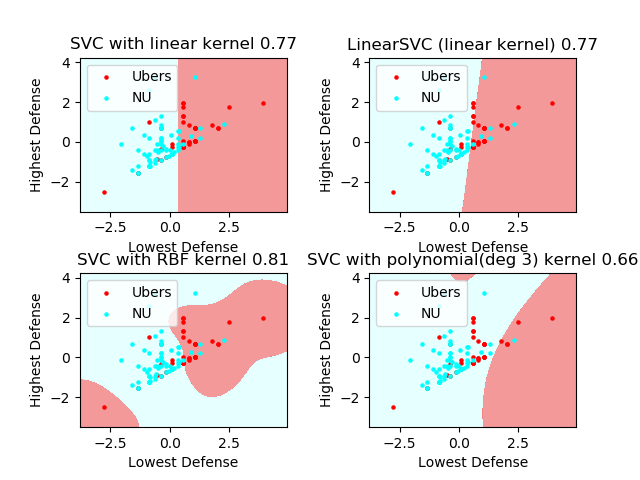 SVC with linear kernel 0.77
Highest Defense
4
2
0
−2
Ubers
NU
−2.5
0.0
2.5
Lowest Defense
LinearSVC (linear kernel) 0.77
Highest Defense
4
2
0
−2
Ubers
NU
−2.5
0.0
2.5
Lowest Defense
SVC with RBF kernel 0.81
Highest Defense
4
2
0
−2
Ubers
NU
−2.5
0.0
2.5
Lowest Defense
SVC with polynomial(deg 3) kernel 0.66
Highest Defense
4
2
0
−2
Ubers
NU
−2.5
0.0
2.5
Lowest Defense